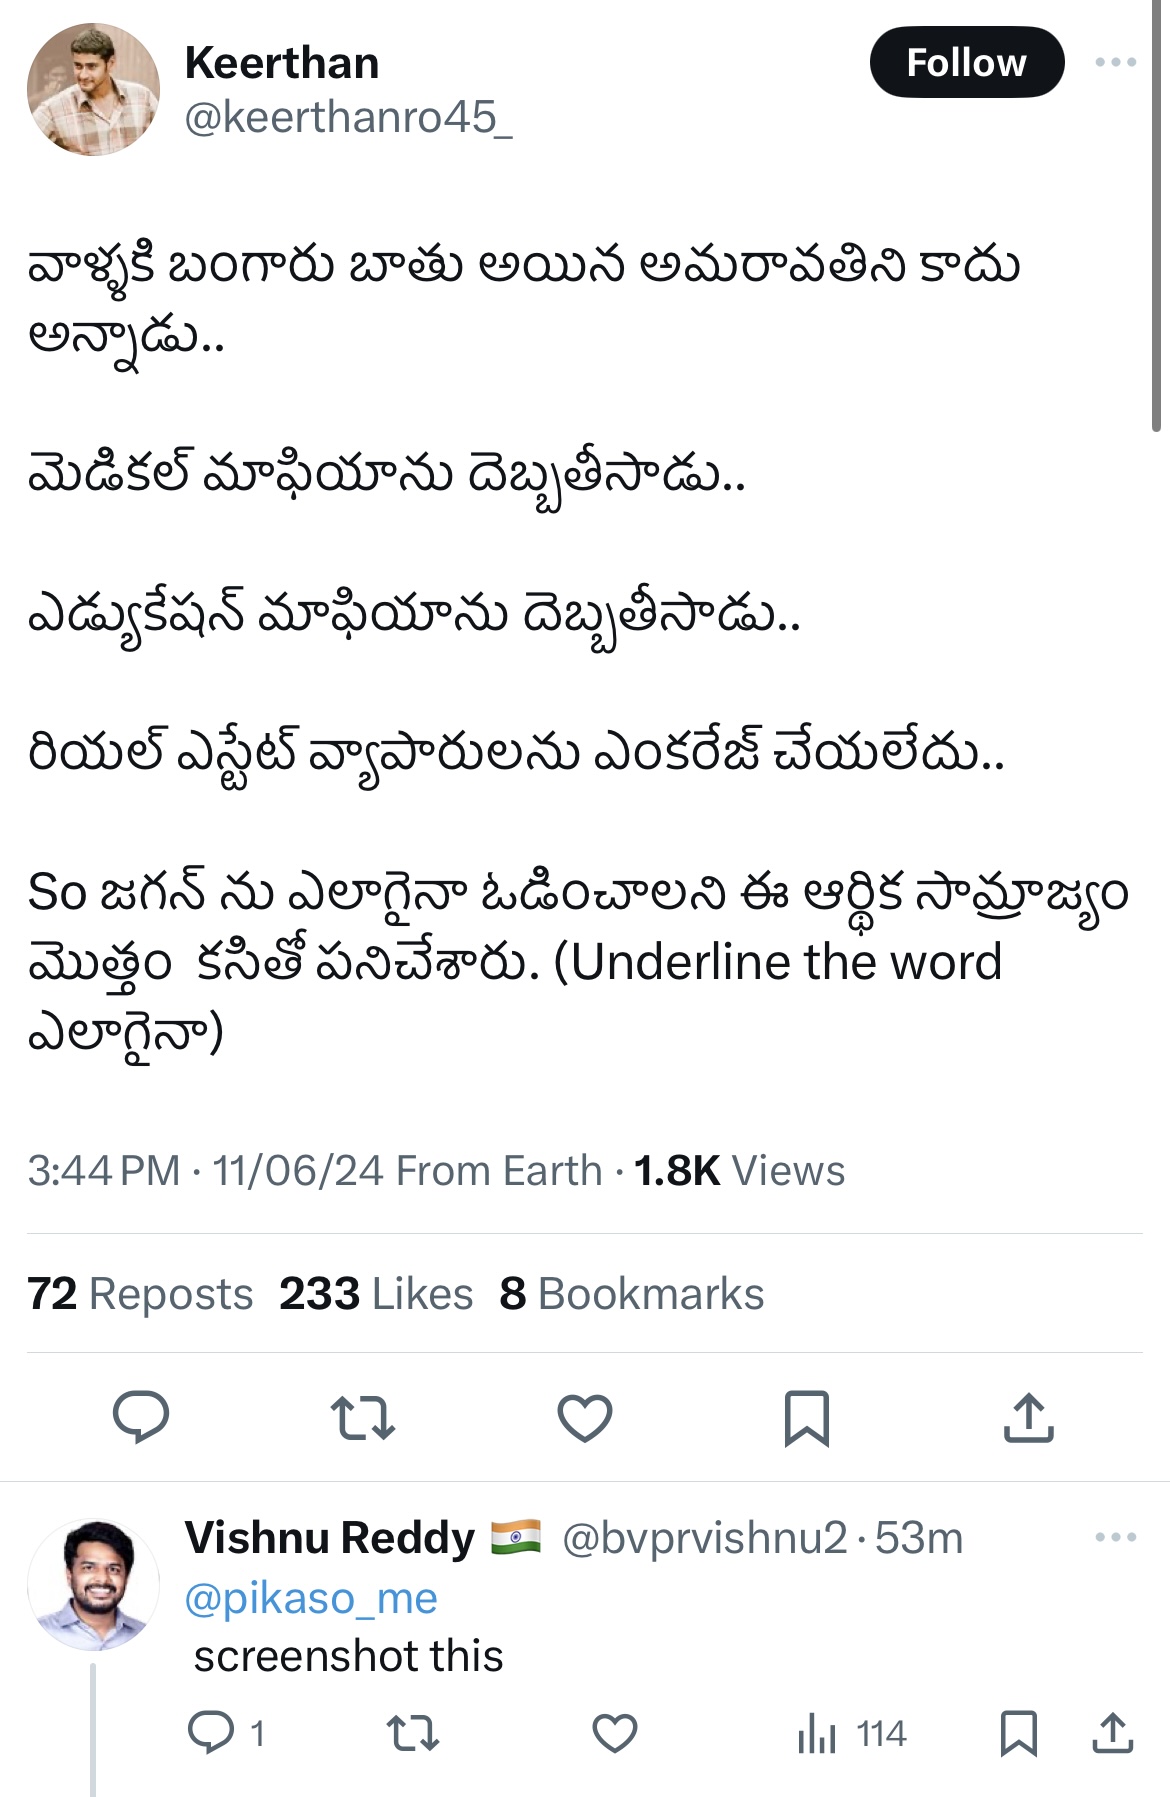 Keerthan
Follow
@keerthanro45_
వాళ్ళకి బంగారు బాతు అయిన అమరావతిని కాదు
అన్నాడు..
మెడికల్ మాఫియాను దెబ్బతీసాడు..
ఎడ్యుకేషన్ మాఫియాను దెబ్బతీసాడు..
రియల్ ఎస్టేట్ వ్యాపారులను ఎంకరేజ్ చేయలేదు..
So జగన్ ను ఎలాగైనా ఓడించాలని ఈ ఆర్థిక సామ్రాజ్యం
మొత్తం  కసితో పనిచేశారు. (Underline the word
ఎలాగైనా)
3:44 PM · 11/06/24 From Earth · 1.8K Views
72 Reposts 233 Likes 8 Bookmarks
Vishnu Reddy 🇮🇳 @bvprvishnu2 · 53m
@pikaso_me
screenshot this
1 114